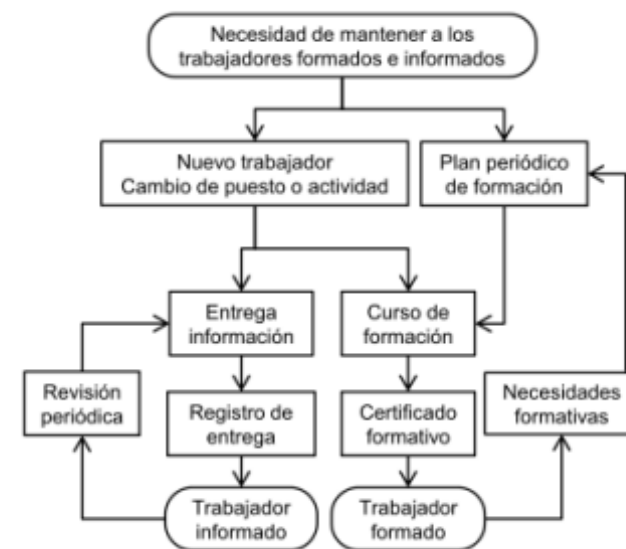 Necesidad de mantener a los
trabajadores formados e informados
Nuevo trabajador
Cambio de puesto o actividad
Plan periódico
de formación
Entrega
información
Curso de
formación
Revisión
periódica
Registro de
entrega
Certificado
formativo
Necesidades
formativas
Trabajador
informado
Trabajador
formado